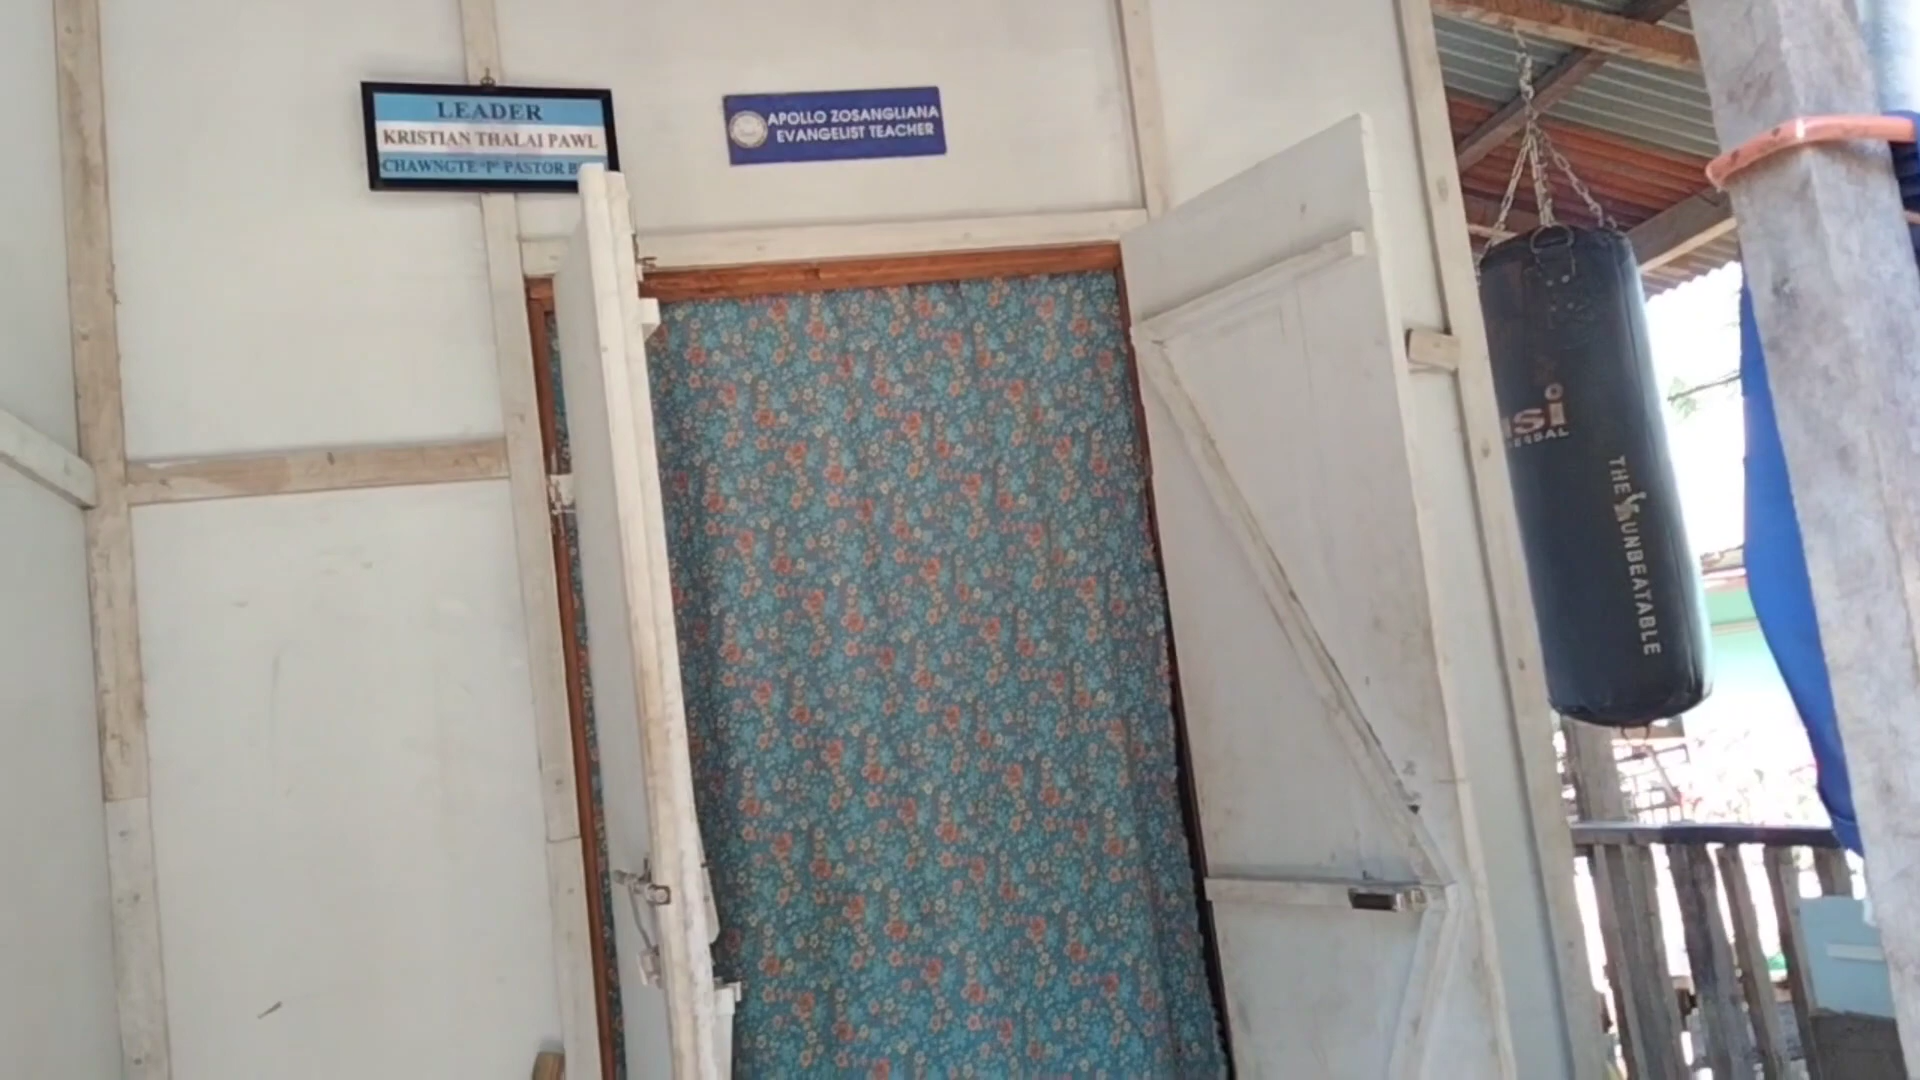 LEADER
KRISTIAN THALAI PAWL
CHAWNGTE "P" PASTOR
APOLLO ZOSANGLIANA
EVANGELIST TEACHER
THE UNBEATABLE